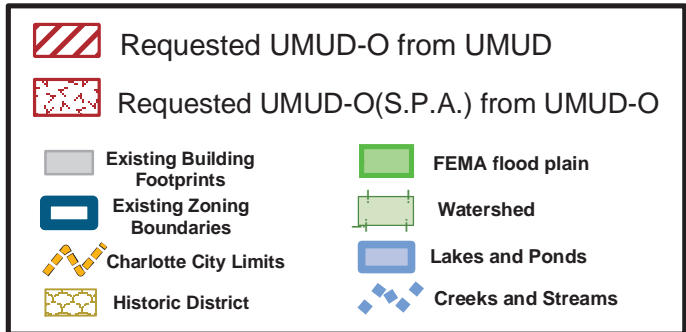 Requested UMUD-O from UMUD
Requested UMUD-O(S.P.A.) from UMUD-O
Existing Building
Footprints
Existing Zoning
Boundaries
Charlotte City Limits
Historic District
FEMA flood plain
Watershed
Lakes and Ponds
Creeks and Streams